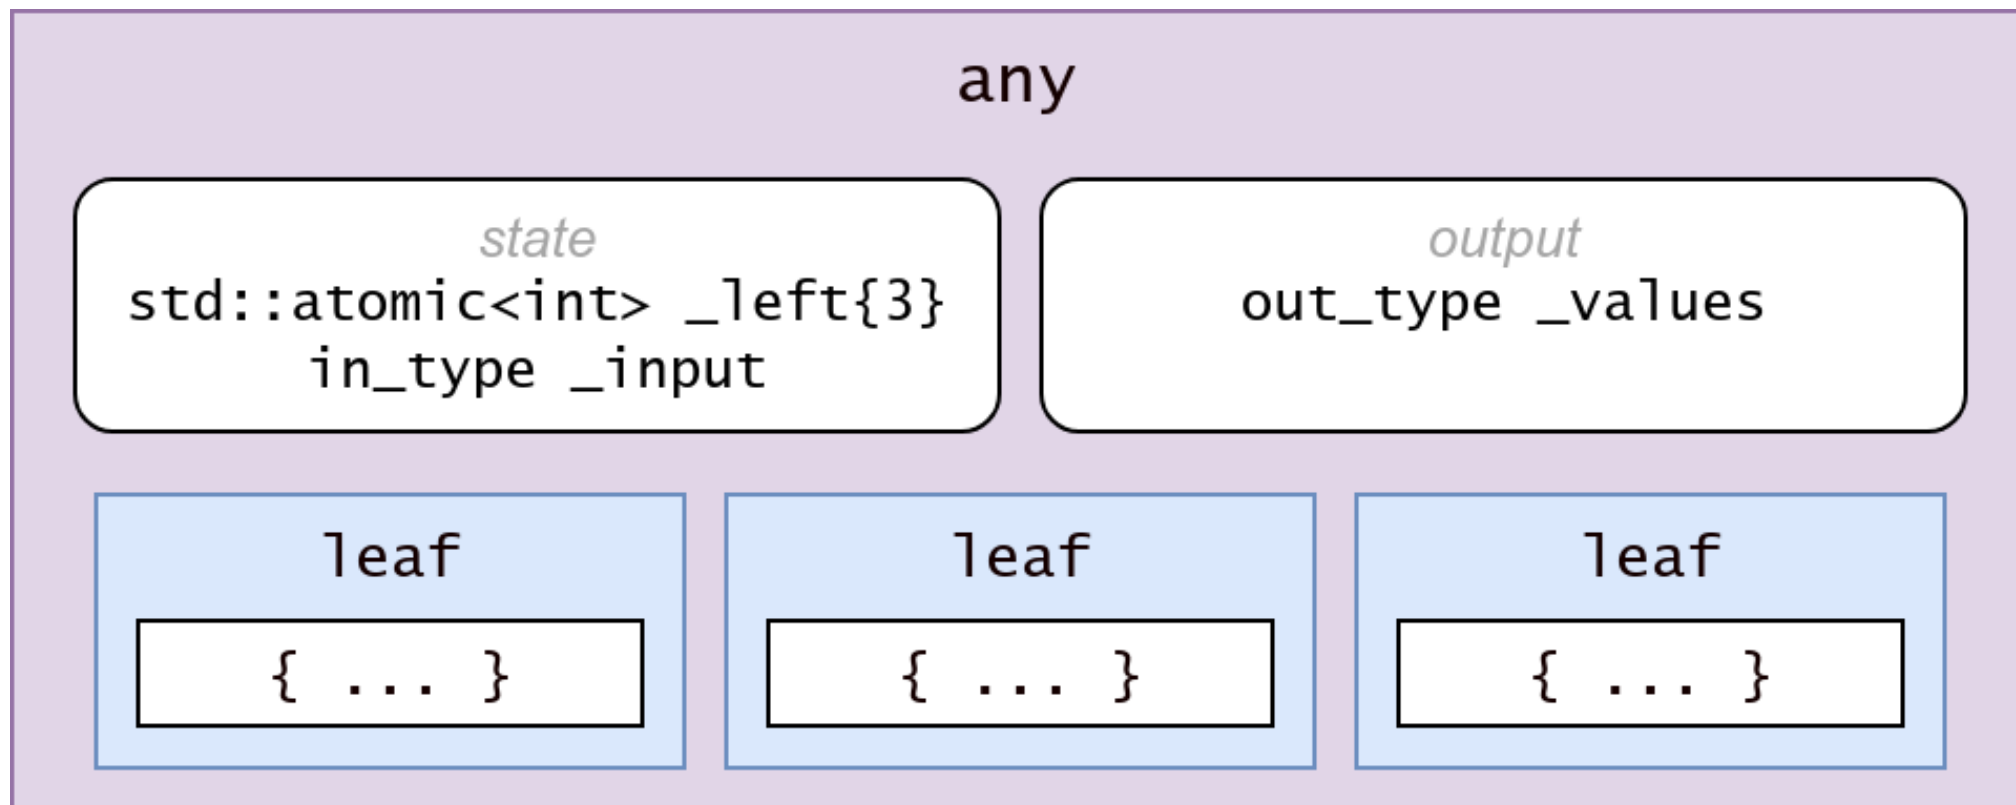 any
state
std::atomic<int> _left{3}
in_type _input
output
out_type _values
leaf
{ ... }
leaf
{ ... }
leaf
{ ... }